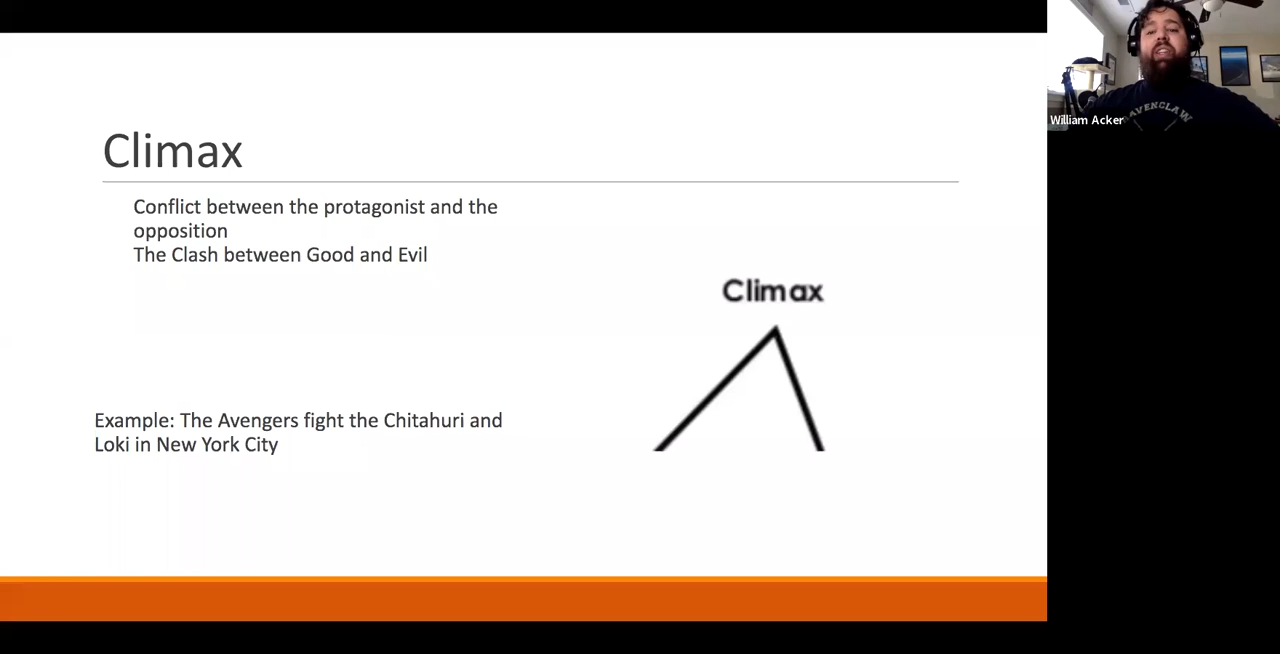 Climax
Conflict between the protagonist and the
opposition
The Clash between Good and Evil
Climax
Example: The Avengers fight the Chitahuri and
Loki in New York City
William Acker
AVENCLAW